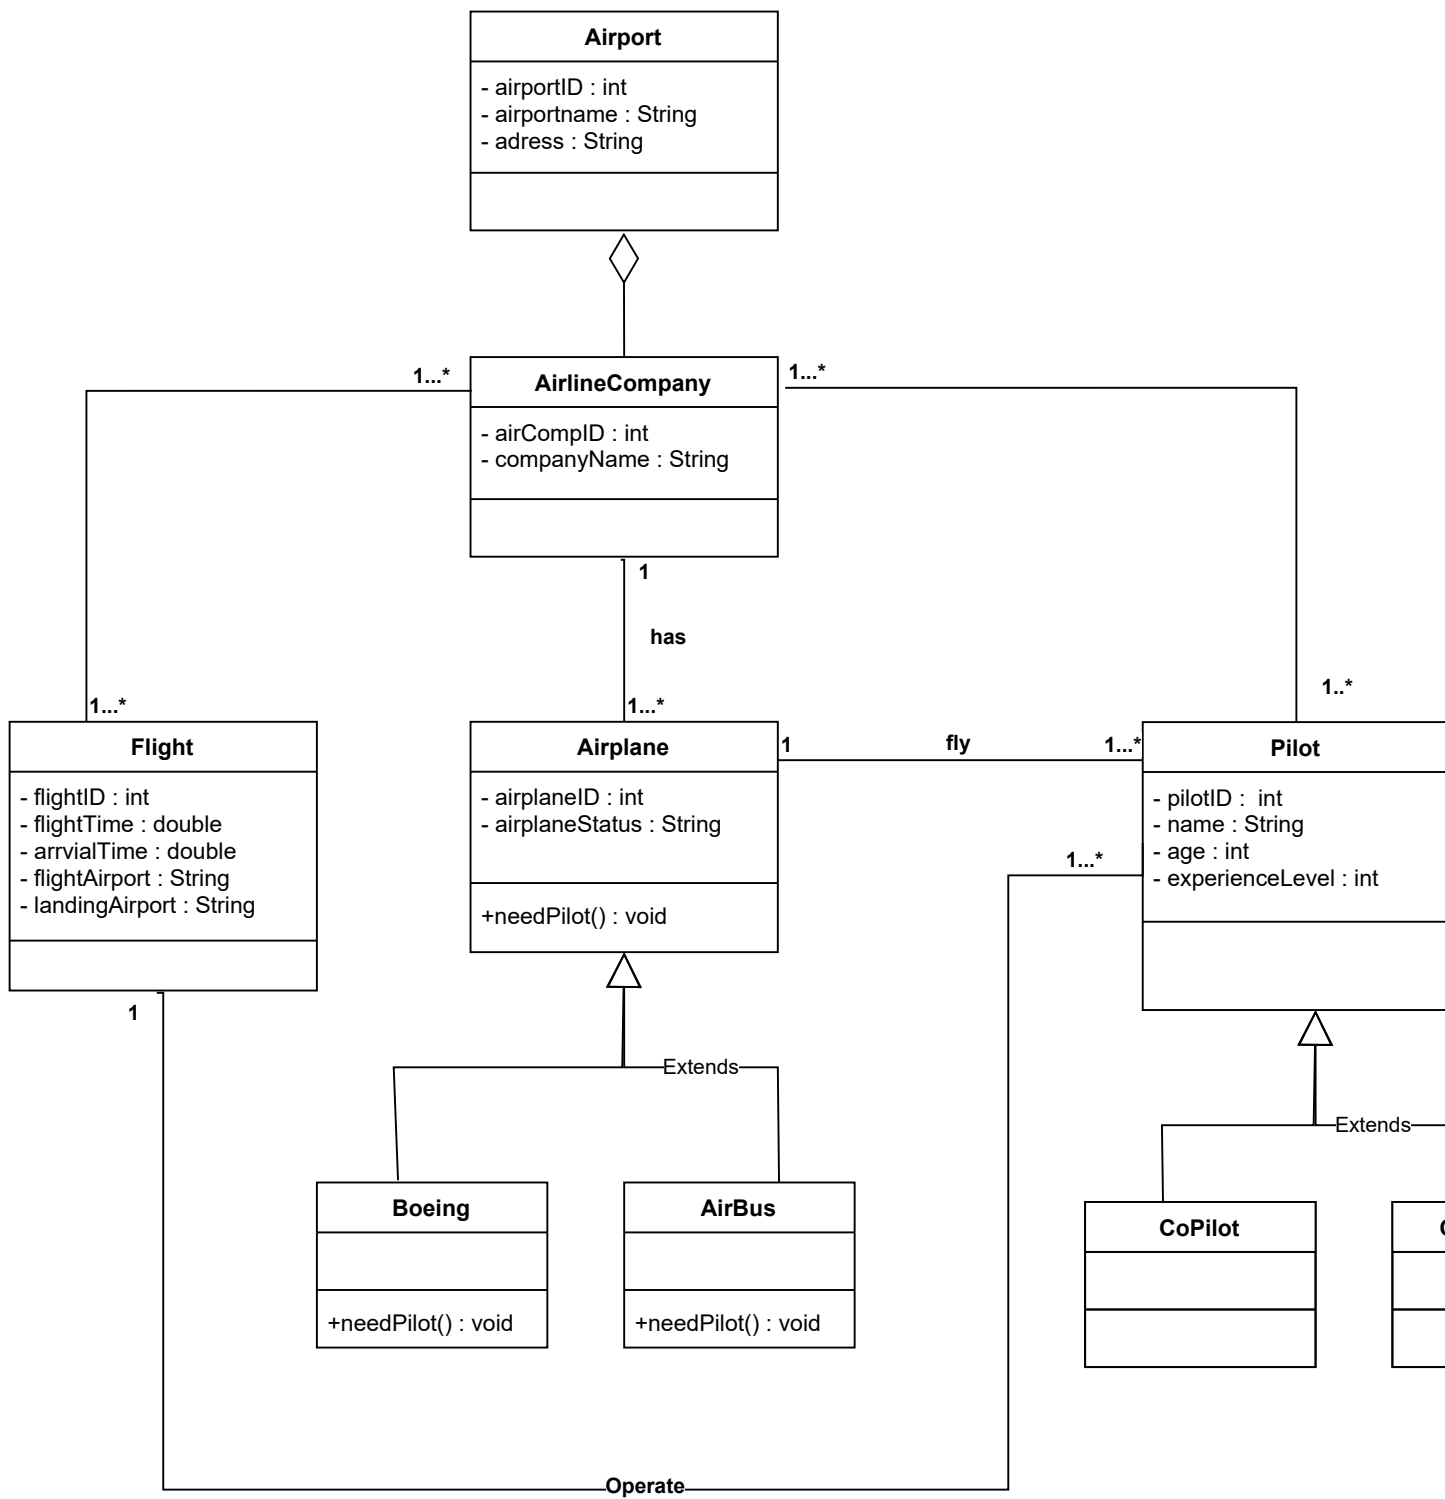 Airport
- airportID : int
- airportname : String
- adress : String
1...*
AirlineCompany
1...*
- airCompID : int
- companyName : String
1
has
1...*
1...*
1..*
Flight
- flightID : int
- flightTime : double
- arrvialTime : double
- flightAirport : String
- landingAirport : String
1
Airplane
- airplaneID : int
- airplaneStatus : String
+needPilot() : void
1
fly
1...*
Pilot
- pilotID :  int
- name : String
- age : int
- experienceLevel : int
1...*
Extends
Extends
Boeing
+needPilot() : void
AirBus
+needPilot() : void
CoPilot
Operate